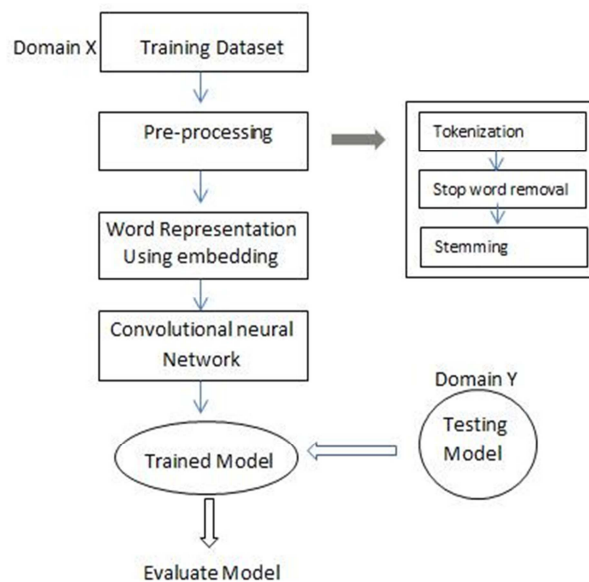 Domain X
Training Dataset
Pre-processing
Tokenization
Stop word removal
Stemming
Word Representation
Using embedding
Convolutional neural
Network
Domain Y
Testing
Model
Trained Model
Evaluate Model